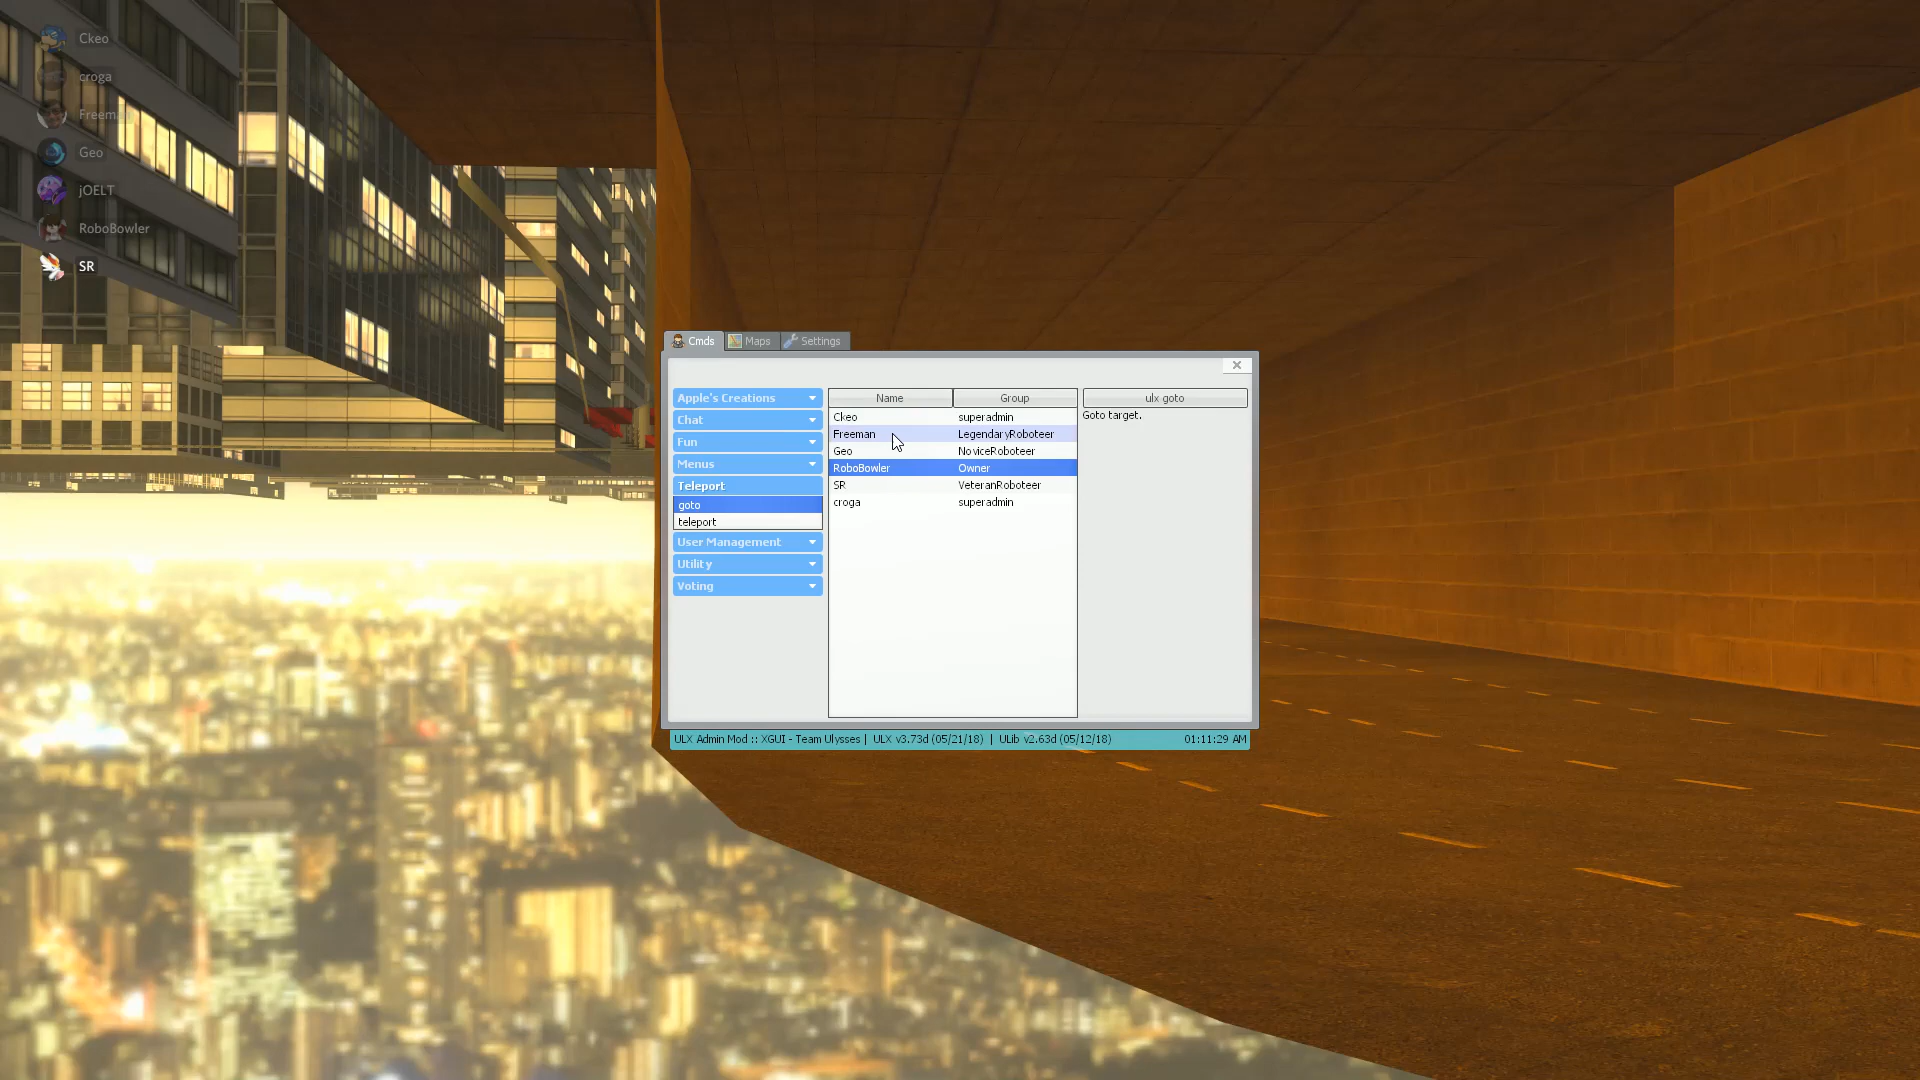 Ckeo
croga
Freeman
Geo
jOELT
RoboBowler
SR
Cmds
Maps
Settings
Apple's Creations
Chat
Fun
Menus
Teleport
goto
teleport
User Management
Utility
Voting
Name Group
Ckeo superadmin
Freeman LegendaryRoboteer
Geo NoviceRoboteer
RoboBowler Owner
SR VeteranRoboteer
croga superadmin
ulx goto
Goto target.
ULX Admin Mod :: XGUI - Team Ulysses | ULX v3.73d (05/21/18) | ULib v2.63d (05/12/18) 01:11:29 AM